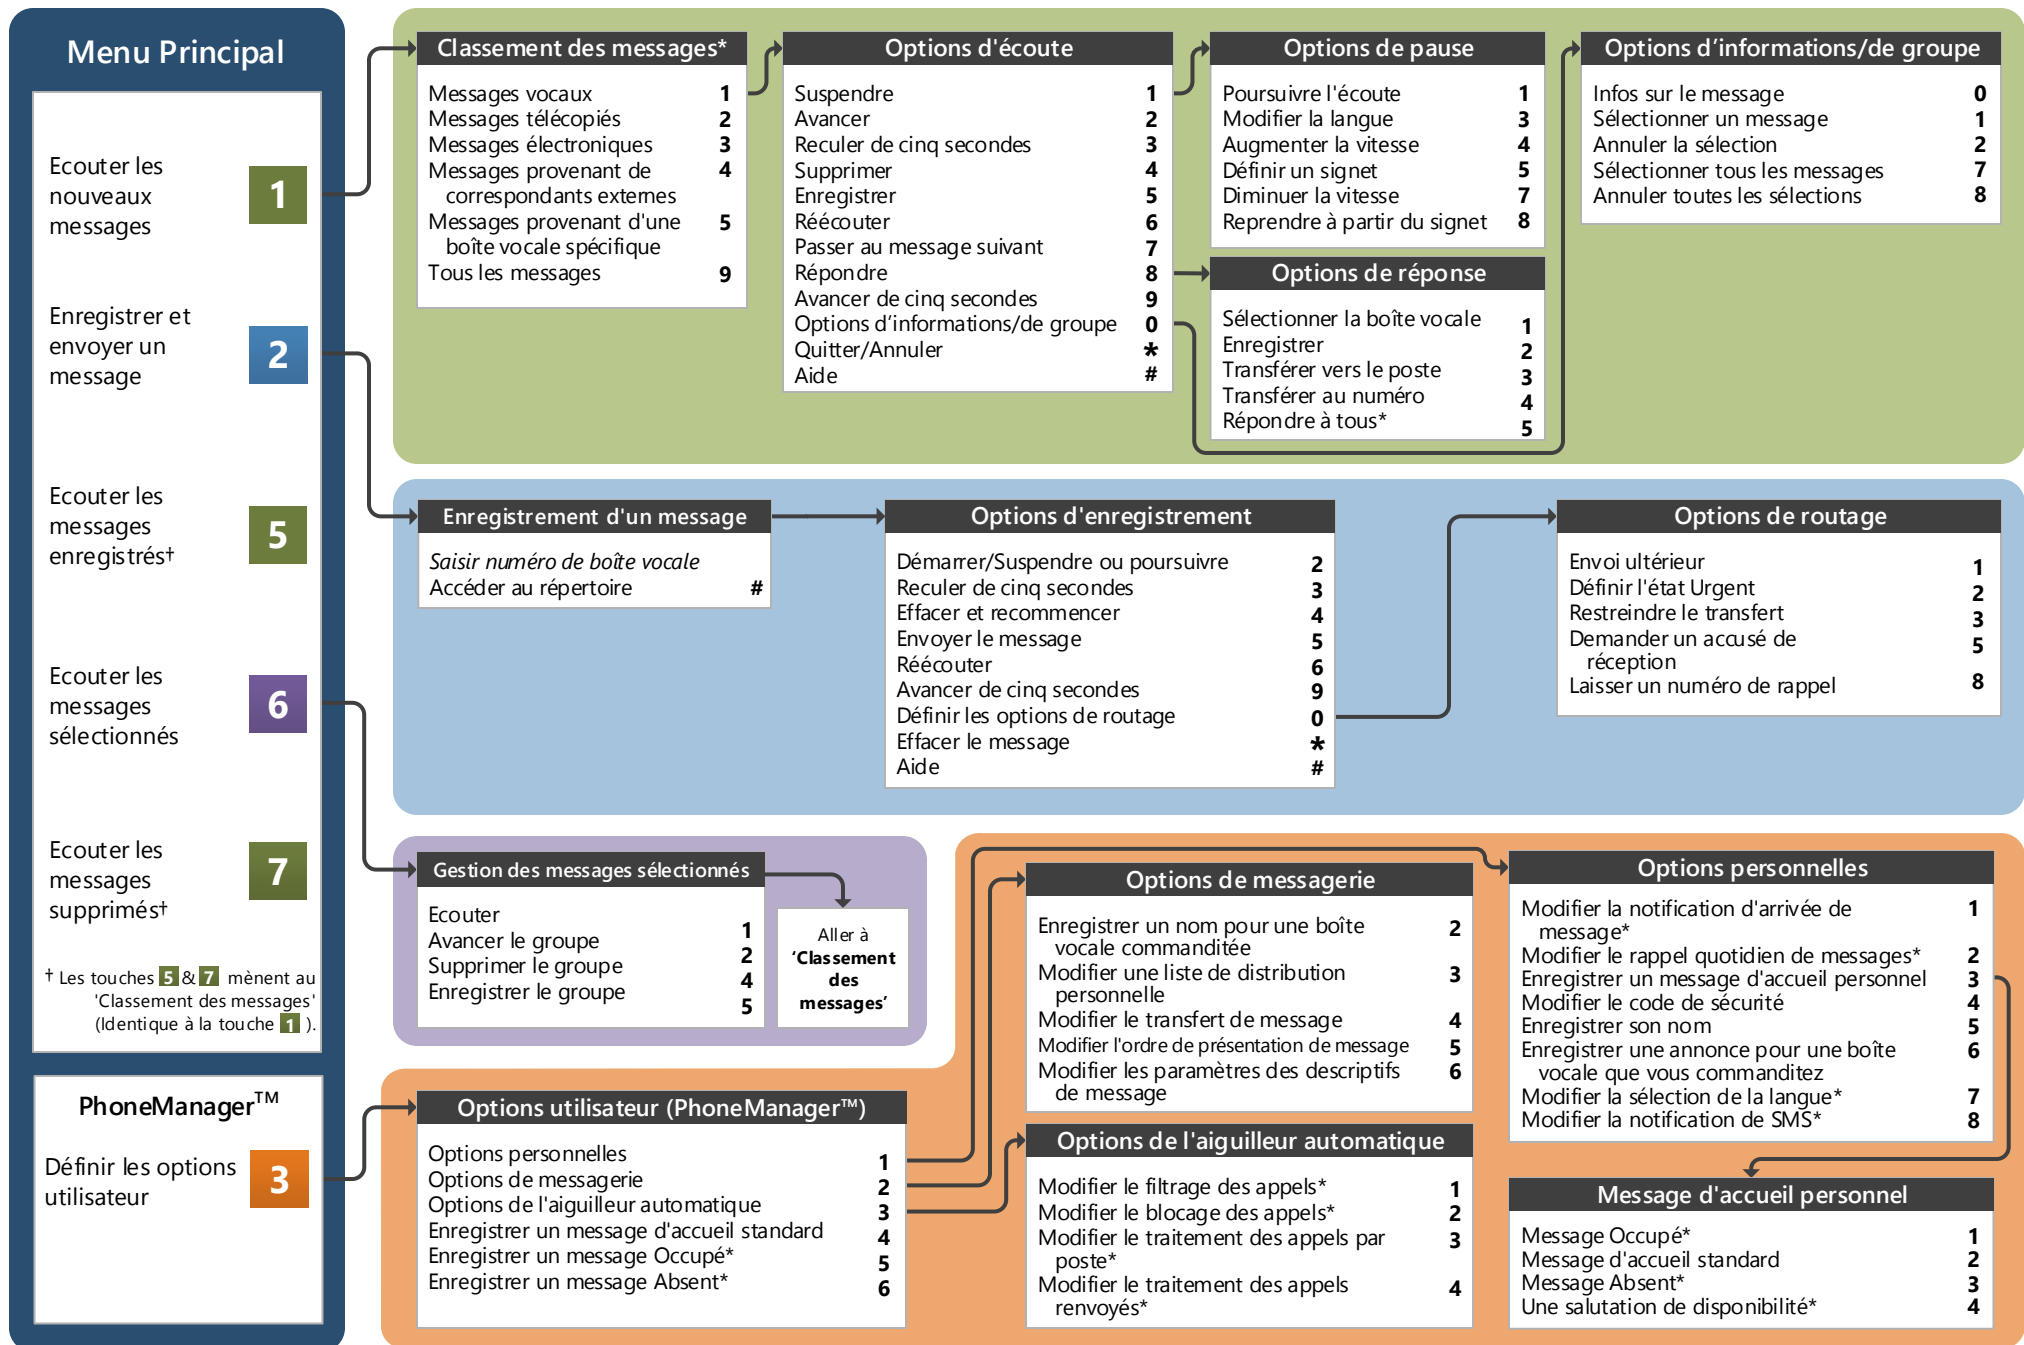 Menu Principal
Ecouter les
nouveaux
messages
1
Enregistrer et
envoyer un
message
2
Ecouter les
messages
enregistrés†
5
Ecouter les
messages
sélectionnés
6
Ecouter les
messages
supprimés†
7
† Les touches 5 & 7 mènent au
'Classement des messages'
(Identique à la touche 1 ).
PhoneManager™
Définir les options
utilisateur
3
Classement des messages*
Messages vocaux 1
Messages télécopiés 2
Messages électroniques 3
Messages provenant de 4
correspondants externes
Messages provenant d'une 5
boîte vocale spécifique
Tous les messages 9
Options d'écoute
Suspendre 1
Avancer 2
Reculer de cinq secondes 3
Supprimer 4
Enregistrer 5
Réécouter 6
Passer au message suivant 7
Répondre 8
Avancer de cinq secondes 9
Options d’informations/de groupe 0
Quitter/Annuler *
Aide #
Options de pause
Poursuivre l'écoute 1
Modifier la langue 3
Augmenter la vitesse 4
Définir un signet 5
Diminuer la vitesse 7
Reprendre à partir du signet 8
Options de réponse
Sélectionner la boîte vocale 1
Enregistrer 2
Transférer vers le poste 3
Transférer au numéro 4
Répondre à tous* 5
Options d’informations/de groupe
Infos sur le message 0
Sélectionner un message 1
Annuler la sélection 2
Sélectionner tous les messages 7
Annuler toutes les sélections 8
Enregistrement d'un message
Saisir numéro de boîte vocale
Accéder au répertoire #
Options d'enregistrement
Démarrer/Suspendre ou poursuivre 2
Reculer de cinq secondes 3
Effacer et recommencer 4
Envoyer le message 5
Réécouter 6
Avancer de cinq secondes 9
Définir les options de routage 0
Effacer le message *
Aide #
Options de routage
Envoi ultérieur 1
Définir l'état Urgent 2
Restreindre le transfert 3
Demander un accusé de 5
réception
Laisser un numéro de rappel 8
Gestion des messages sélectionnés
Ecouter 1
Avancer le groupe 2
Supprimer le groupe 4
Enregistrer le groupe 5
Aller à
‘Classement
des
messages’
Options utilisateur (PhoneManager™)
Options personnelles 1
Options de messagerie 2
Options de l'aiguilleur automatique 3
Enregistrer un message d'accueil standard 4
Enregistrer un message Occupé* 5
Enregistrer un message Absent* 6
Options de messagerie
Enregistrer un nom pour une boîte 2
vocale commanditée
Modifier une liste de distribution 3
personnelle
Modifier le transfert de message 4
Modifier l'ordre de présentation de message 5
Modifier les paramètres des descriptifs 6
de message
Options de l'aiguilleur automatique
Modifier le filtrage des appels* 1
Modifier le blocage des appels* 2
Modifier le traitement des appels par 3
poste*
Modifier le traitement des appels 4
renvoyés*
Options personnelles
Modifier la notification d'arrivée de 1
message*
Modifier le rappel quotidien de messages* 2
Enregistrer un message d'accueil personnel 3
Modifier le code de sécurité 4
Enregistrer son nom 5
Enregistrer une annonce pour une boîte 6
vocale que vous commanditez
Modifier la sélection de la langue* 7
Modifier la notification de SMS* 8
Message d'accueil personnel
Message Occupé* 1
Message d'accueil standard 2
Message Absent* 3
Une salutation de disponibilité* 4